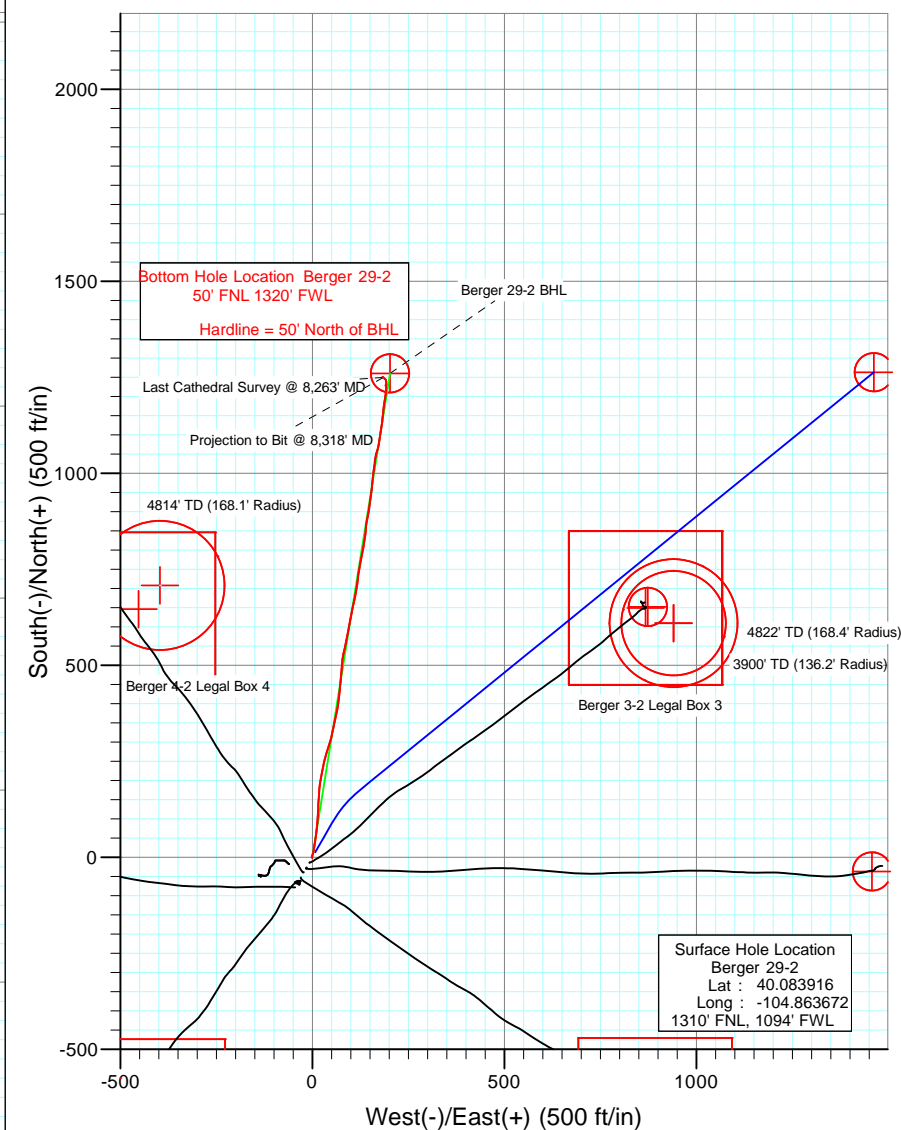 2000
1500
1000
500
0
-500
South(-)/North(+) (500 ft/in)
Bottom Hole Location  Berger 29-2
50' FNL 1320' FWL
Hardline = 50' North of BHL
Berger 29-2 BHL
Last Cathedral Survey @ 8,263' MD
Projection to Bit @ 8,318' MD
4814' TD (168.1' Radius)
4822' TD (168.4' Radius)
3900' TD (136.2' Radius)
Berger 4-2 Legal Box 4
Berger 3-2 Legal Box 3
Surface Hole Location
Berger 29-2
Lat :   40.083916
Long :   -104.863672
1310' FNL, 1094' FWL
-500 0 500 1000
West(-)/East(+) (500 ft/in)